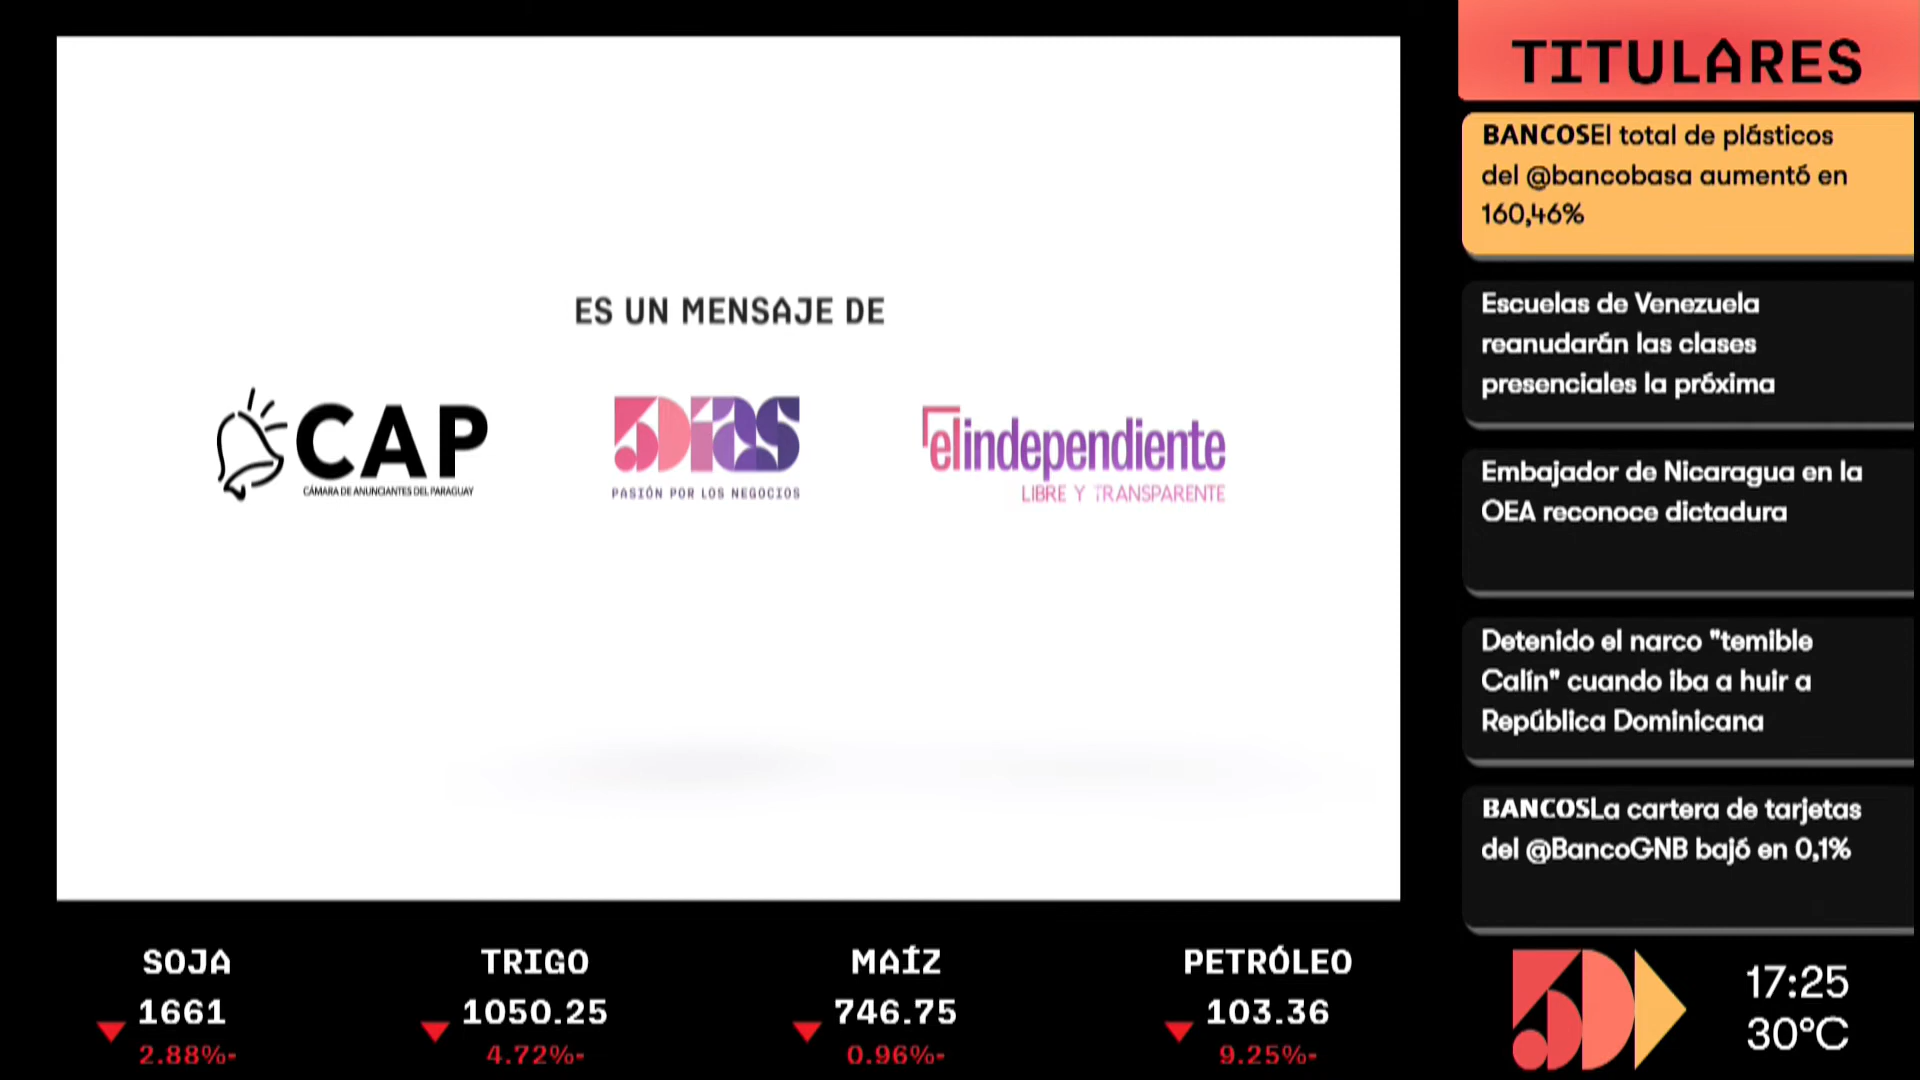 ES UN MENSAJE DE
CAP
CÁMARA DE ANUNCIANTES DEL PARAGUAY
5Días
PASIÓN POR LOS NEGOCIOS
elindependiente
LIBRE Y TRANSPARENTE
TITULARES
BANCOSEl total de plásticos
del @bancobasa aumentó en
160,46%
Escuelas de Venezuela
reanudarán las clases
presenciales la próxima
Embajador de Nicaragua en la
OEA reconoce dictadura
Detenido el narco "temible
Calín" cuando iba a huir a
República Dominicana
BANCOSLa cartera de tarjetas
del @BancoGNB bajó en 0,1%
SOJA
1661
2.88%-
TRIGO
1050.25
4.72%-
MAÍZ
746.75
0.96%-
PETRÓLEO
103.36
9.25%-
5D
17:25
30°C